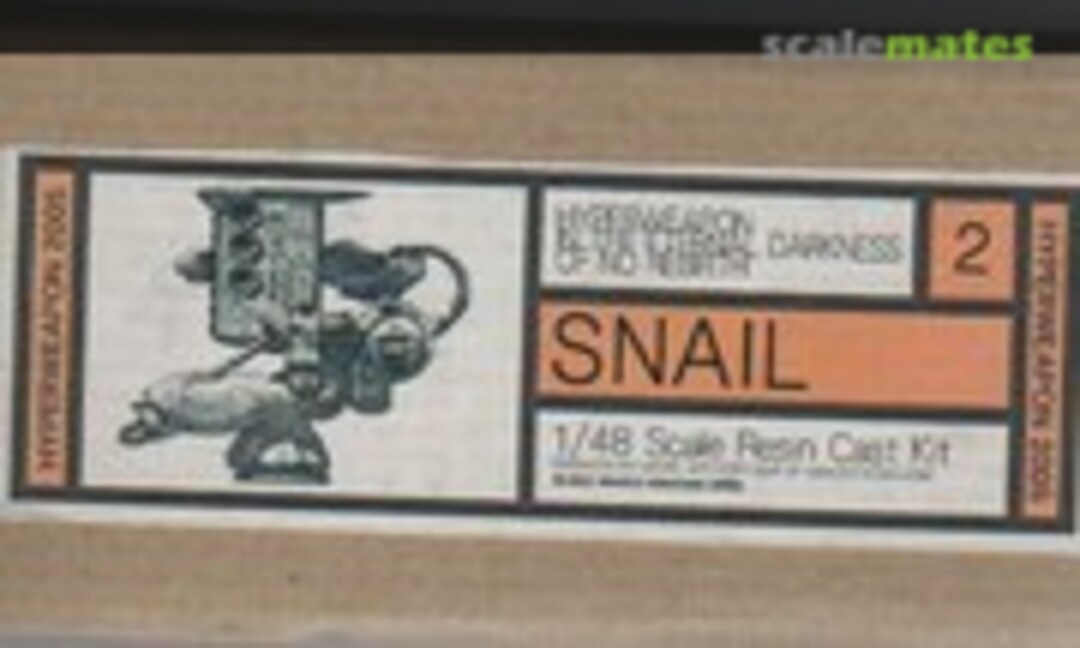 scalemates
HYPERWEAPON 2005
HYPERWEAPON
IN THE ETERNAL
OF NO REBIRTH
DARKNESS
2
SNAIL
1/48 Scale Resin Cast Kit
HYPERWEAPON 2005